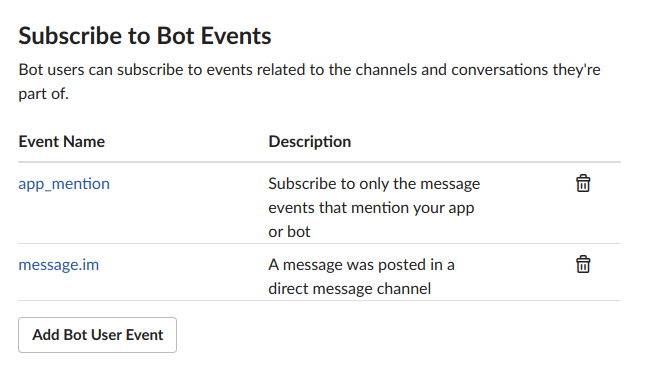 Subscribe to Bot Events
Bot users can subscribe to events related to the channels and conversations they're
part of.
Event Name Description
app_mention Subscribe to only the message
events that mention your app
or bot
message.im A message was posted in a
direct message channel
Add Bot User Event